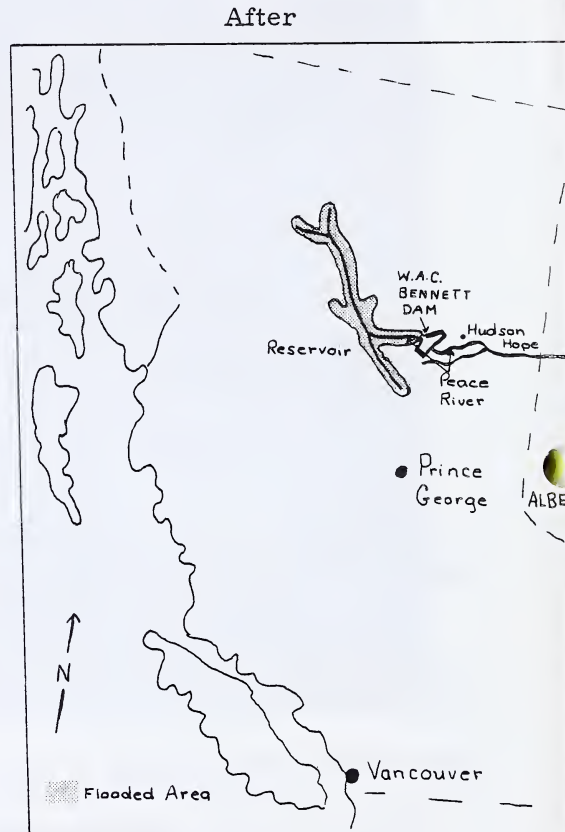 After
W.A.C.
BENNETT
DAM
Hudson
Hope
Reservoir
Peace
River
Prince
George
ALBE
N
Vancouver
Flooded Area